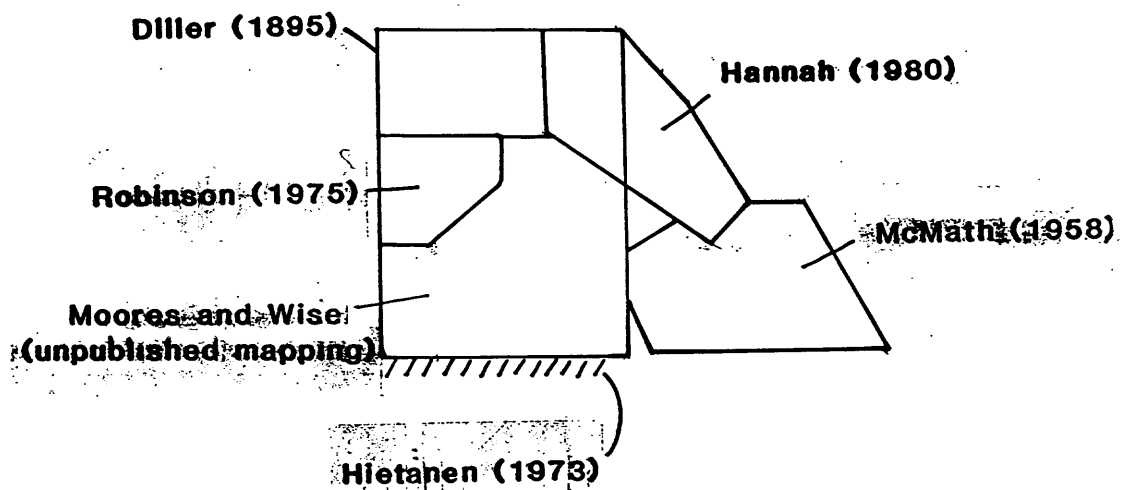 Diller (1895)
Hannah (1980)
Robinson (1975)
McMath (1958)
Moores and Wise
(unpublished mapping)
Hietanen (1973)